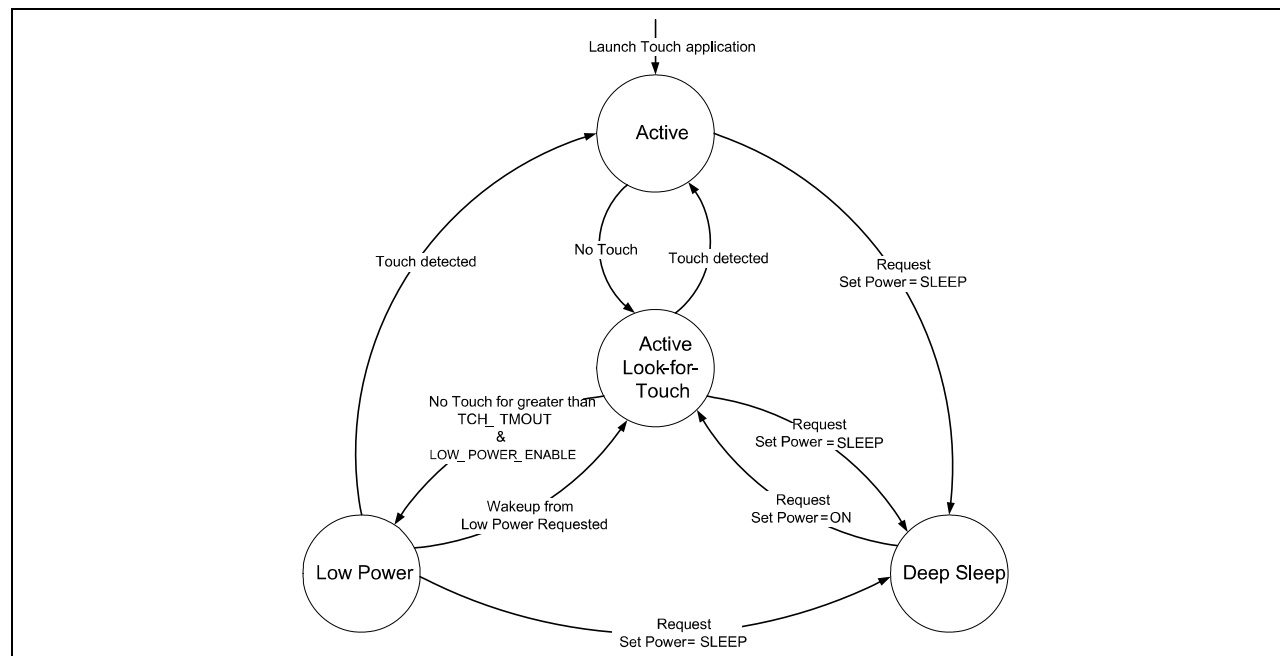 Launch Touch application
Active
No Touch
Touch detected
Touch detected
Request
Set Power = SLEEP
Active
Look-for-
Touch
No Touch for greater than
TCH_ TMOUT
&
LOW_POWER_ENABLE
Request
Set Power = SLEEP
Wakeup from
Low Power Requested
Request
Set Power = ON
Low Power
Deep Sleep
Request
Set Power= SLEEP